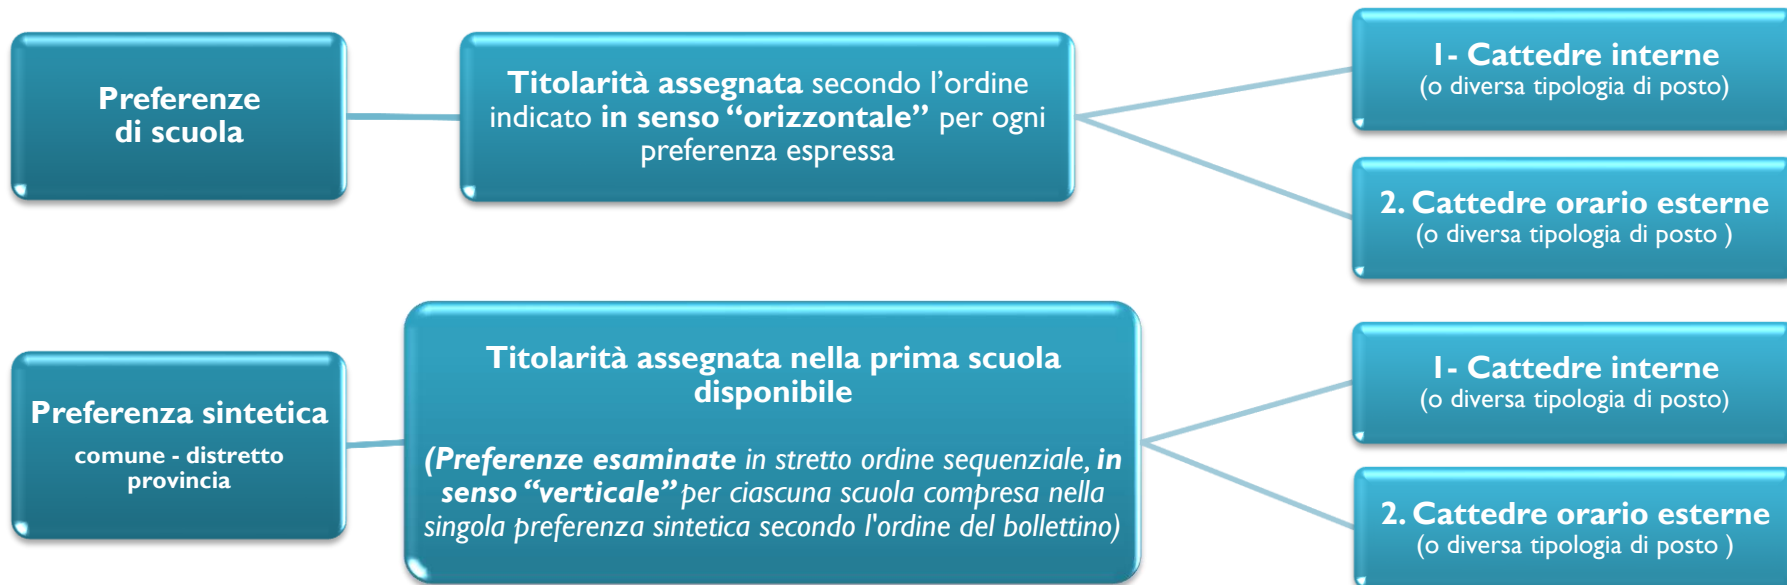 Preferenze
di scuola
Titolarità assegnata secondo l’ordine
indicato in senso “orizzontale” per ogni
preferenza espressa
1- Cattedre interne
(o diversa tipologia di posto)
2. Cattedre orario esterne
(o diversa tipologia di posto )
Preferenza sintetica
comune - distretto
provincia
Titolarità assegnata nella prima scuola
disponibile
(Preferenze esaminate in stretto ordine sequenziale, in
senso “verticale” per ciascuna scuola compresa nella
singola preferenza sintetica secondo l'ordine del bollettino)
1- Cattedre interne
(o diversa tipologia di posto)
2. Cattedre orario esterne
(o diversa tipologia di posto )